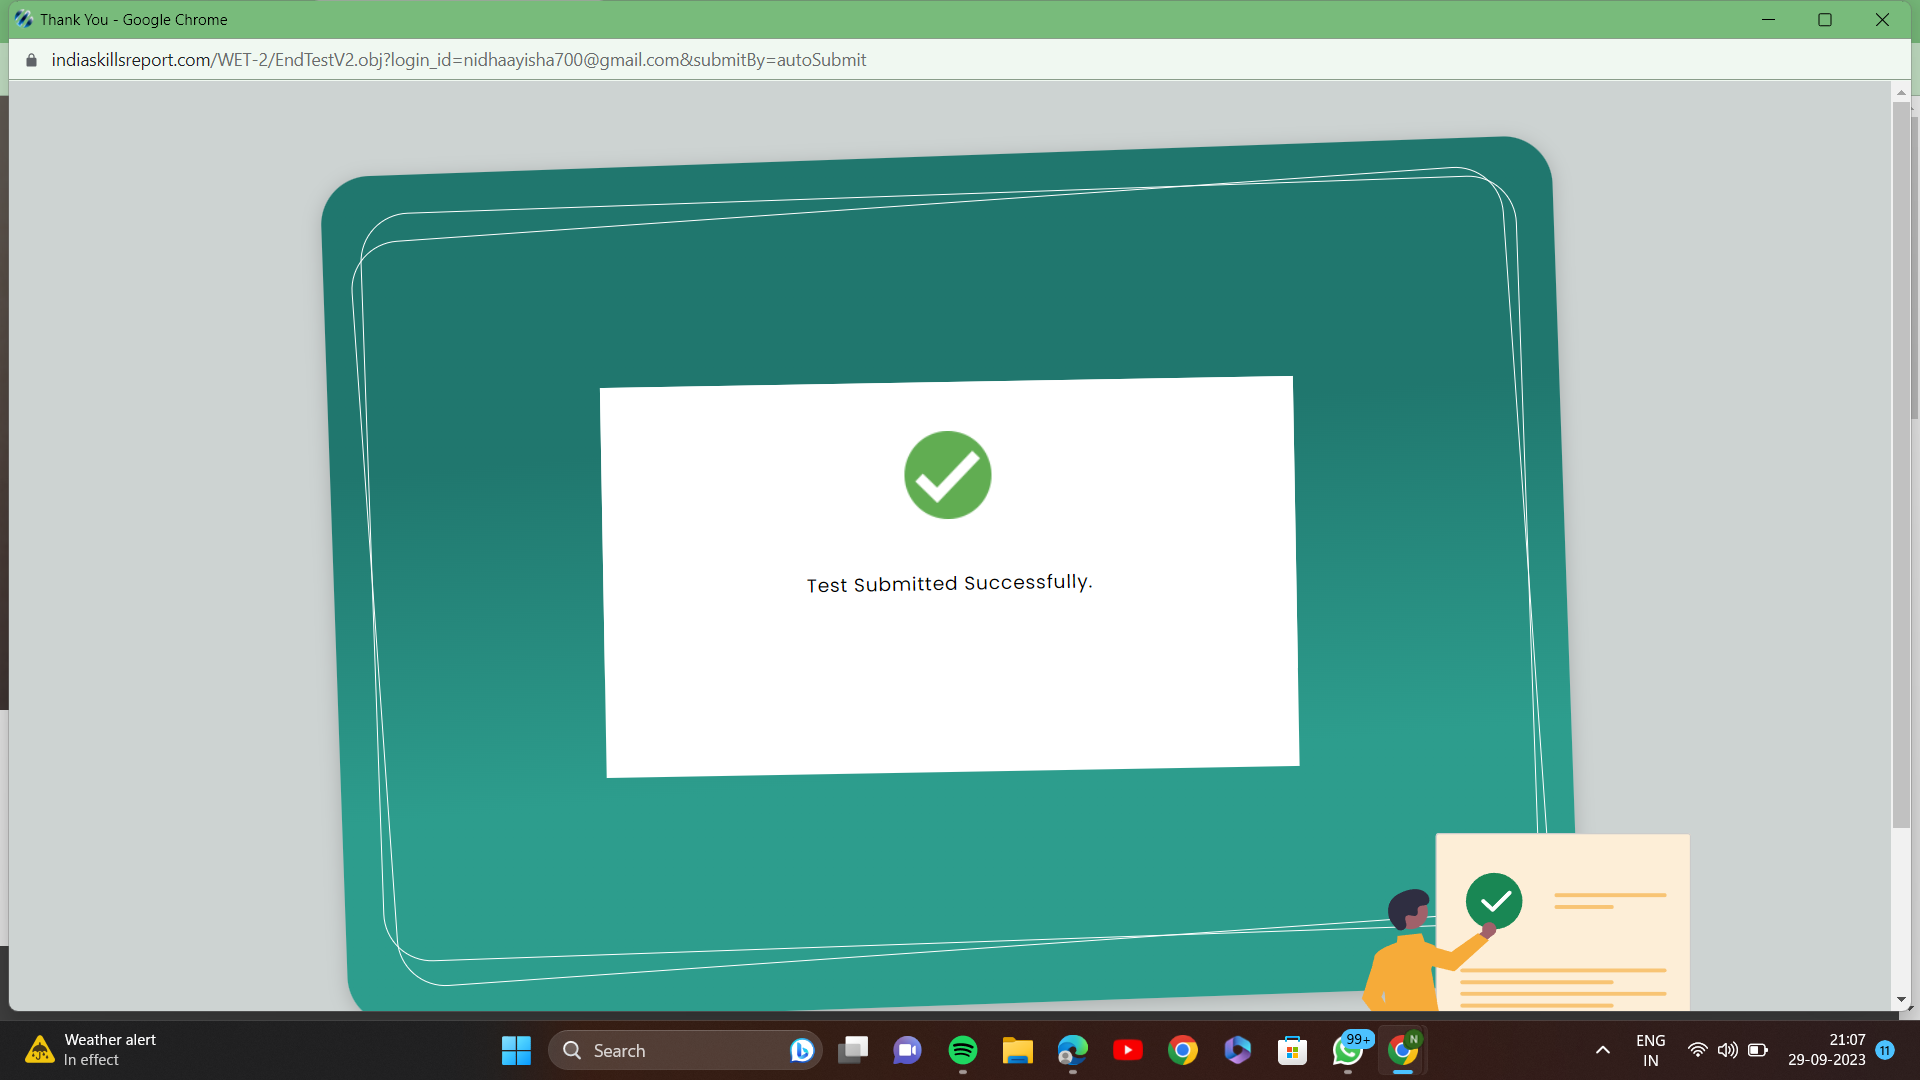 Thank You - Google Chrome
indiaskillsreport.com/WET-2/EndTestV2.obj?login_id=nidhaayisha700@gmail.com&submitBy=autoSubmit
Test Submitted Successfully.
Weather alert
In effect
Search
99+
N
ENG
IN
21:07
29-09-2023
11